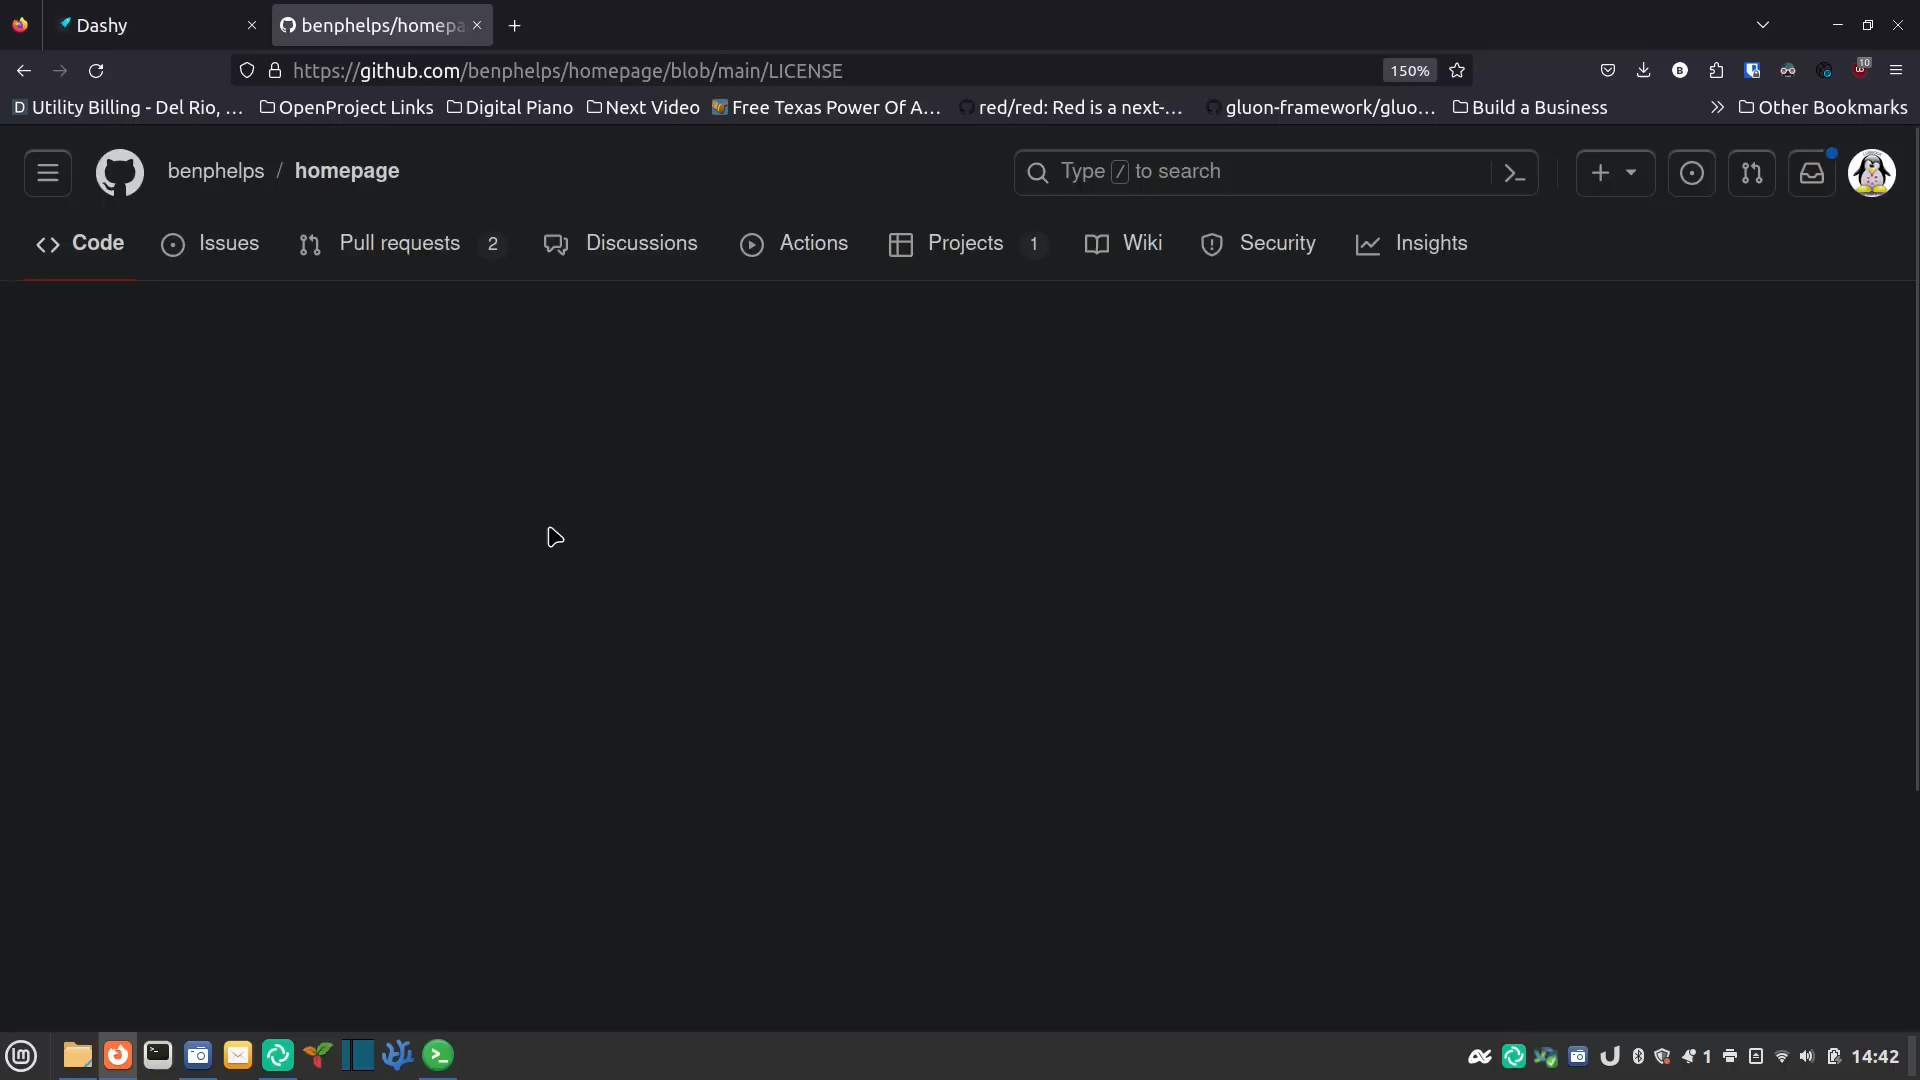 Dashy
benphelps/homepa
https://github.com/benphelps/homepage/blob/main/LICENSE
150%
10
Utility Billing - Del Rio, ...
OpenProject Links
Digital Piano
Next Video
Free Texas Power Of A...
red/red: Red is a next-...
gluon-framework/gluo...
Build a Business
Other Bookmarks
benphelps / homepage
Type / to search
Code
Issues
Pull requests 2
Discussions
Actions
Projects 1
Wiki
Security
Insights
1
14:42